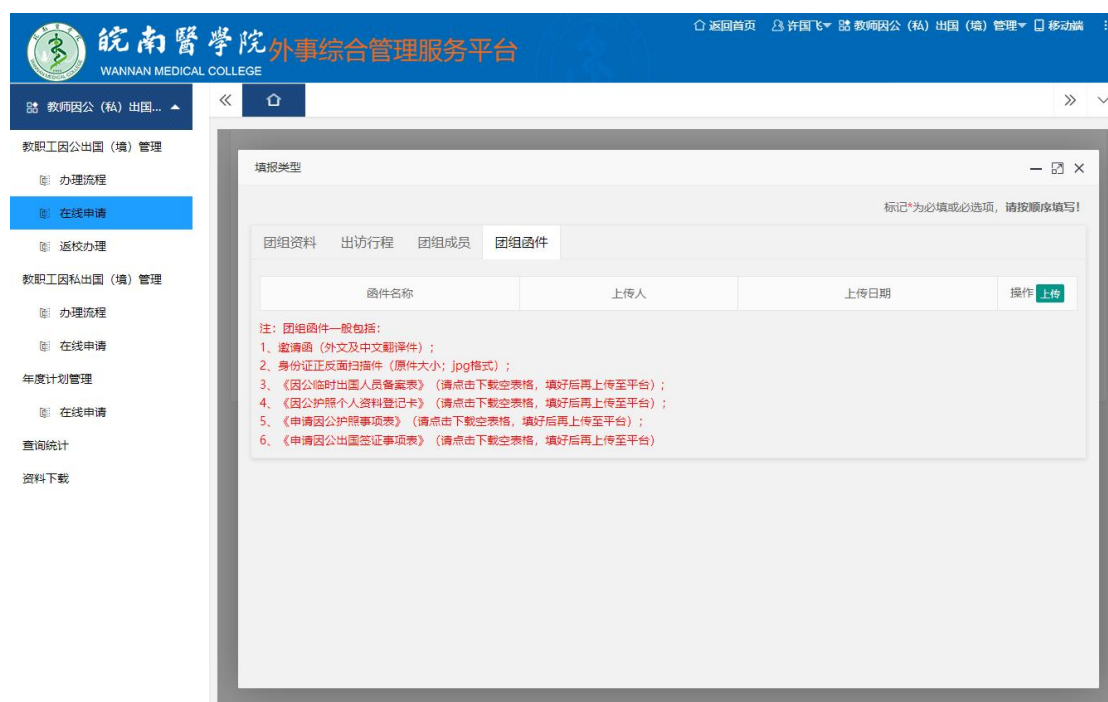 皖南醫學院外事综合管理服务平台
WANNAN MEDICAL COLLEGE
返回首页 许国飞 教师因公（私）出国（境）管理 移动端
教师因公（私）出国...
教职工因公出国（境）管理
办理流程
在线申请
返校办理
教职工因私出国（境）管理
办理流程
在线申请
年度计划管理
在线申请
查询统计
资料下载
填报类型
标记*为必填或必选项，请按顺序填写！
团组资料 出访行程 团组成员 团组函件
函件名称 上传人 上传日期 操作 上传
注：团组函件一般包括：
1、邀请函（外文及中文翻译件）；
2、身份证正反面扫描件（原件大小；jpg格式）；
3、《因公临时出国人员备案表》（请点击下载空表格，填好后再上传至平台）；
4、《因公护照个人资料登记卡》（请点击下载空表格，填好后再上传至平台）；
5、《申请因公护照事项表》（请点击下载空表格，填好后再上传至平台）；
6、《申请因公出国签证事项表》（请点击下载空表格，填好后再上传至平台）